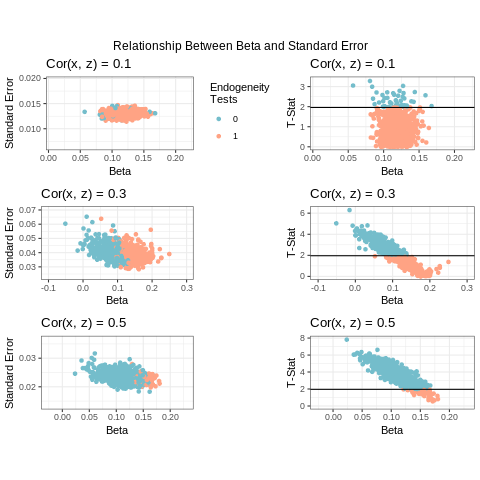 Relationship Between Beta and Standard Error
Cor(x, z) = 0.1
Standard Error
0.020
0.015
0.010
0.00 0.05 0.10 0.15 0.20
Beta
Endogeneity
Tests
0
1
Cor(x, z) = 0.1
T-Stat
3
2
1
0
0.00 0.05 0.10 0.15 0.20
Beta
Cor(x, z) = 0.3
Standard Error
0.07
0.06
0.05
0.04
0.03
-0.1 0.0 0.1 0.2 0.3
Beta
Cor(x, z) = 0.3
T-Stat
6
4
2
0
-0.1 0.0 0.1 0.2 0.3
Beta
Cor(x, z) = 0.5
Standard Error
0.03
0.02
0.00 0.05 0.10 0.15 0.20
Beta
Cor(x, z) = 0.5
T-Stat
8
6
4
2
0
0.00 0.05 0.10 0.15 0.20
Beta